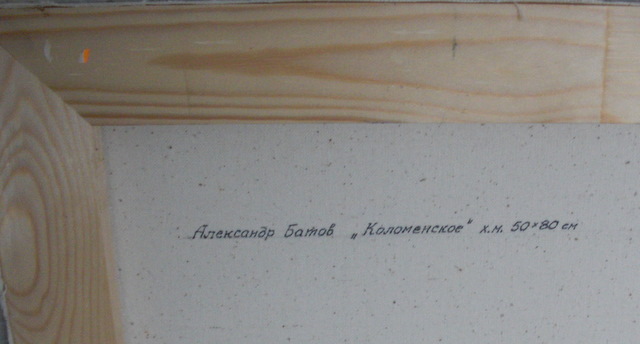 Александр Батов „Коломенское" х.м. 50×80 см